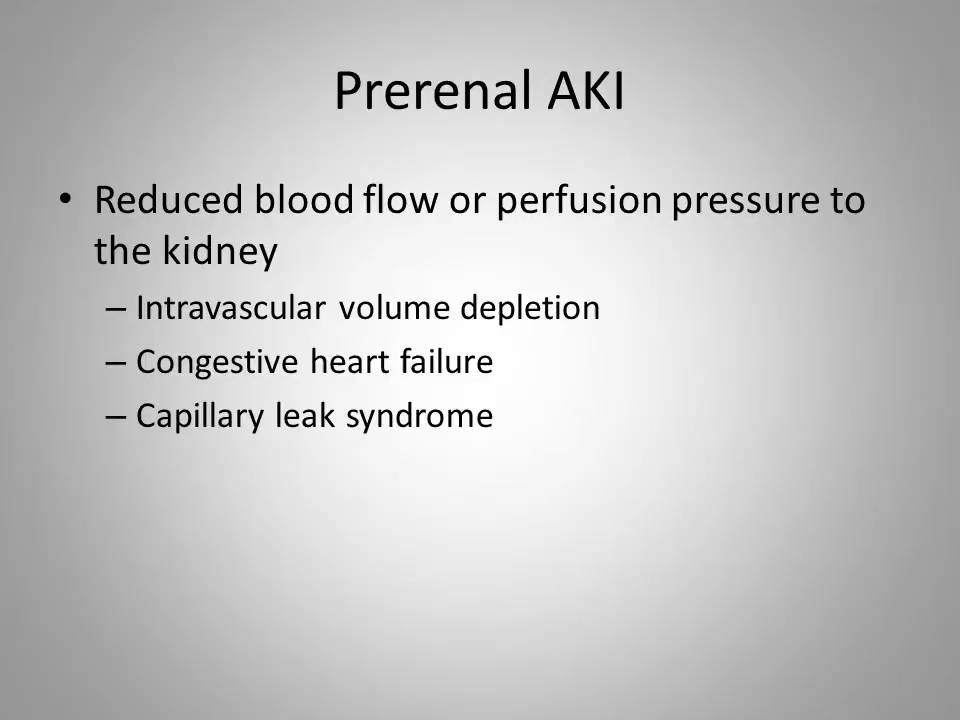 Prerenal AKI
• Reduced blood flow or perfusion pressure to
the kidney
– Intravascular volume depletion
– Congestive heart failure
– Capillary leak syndrome